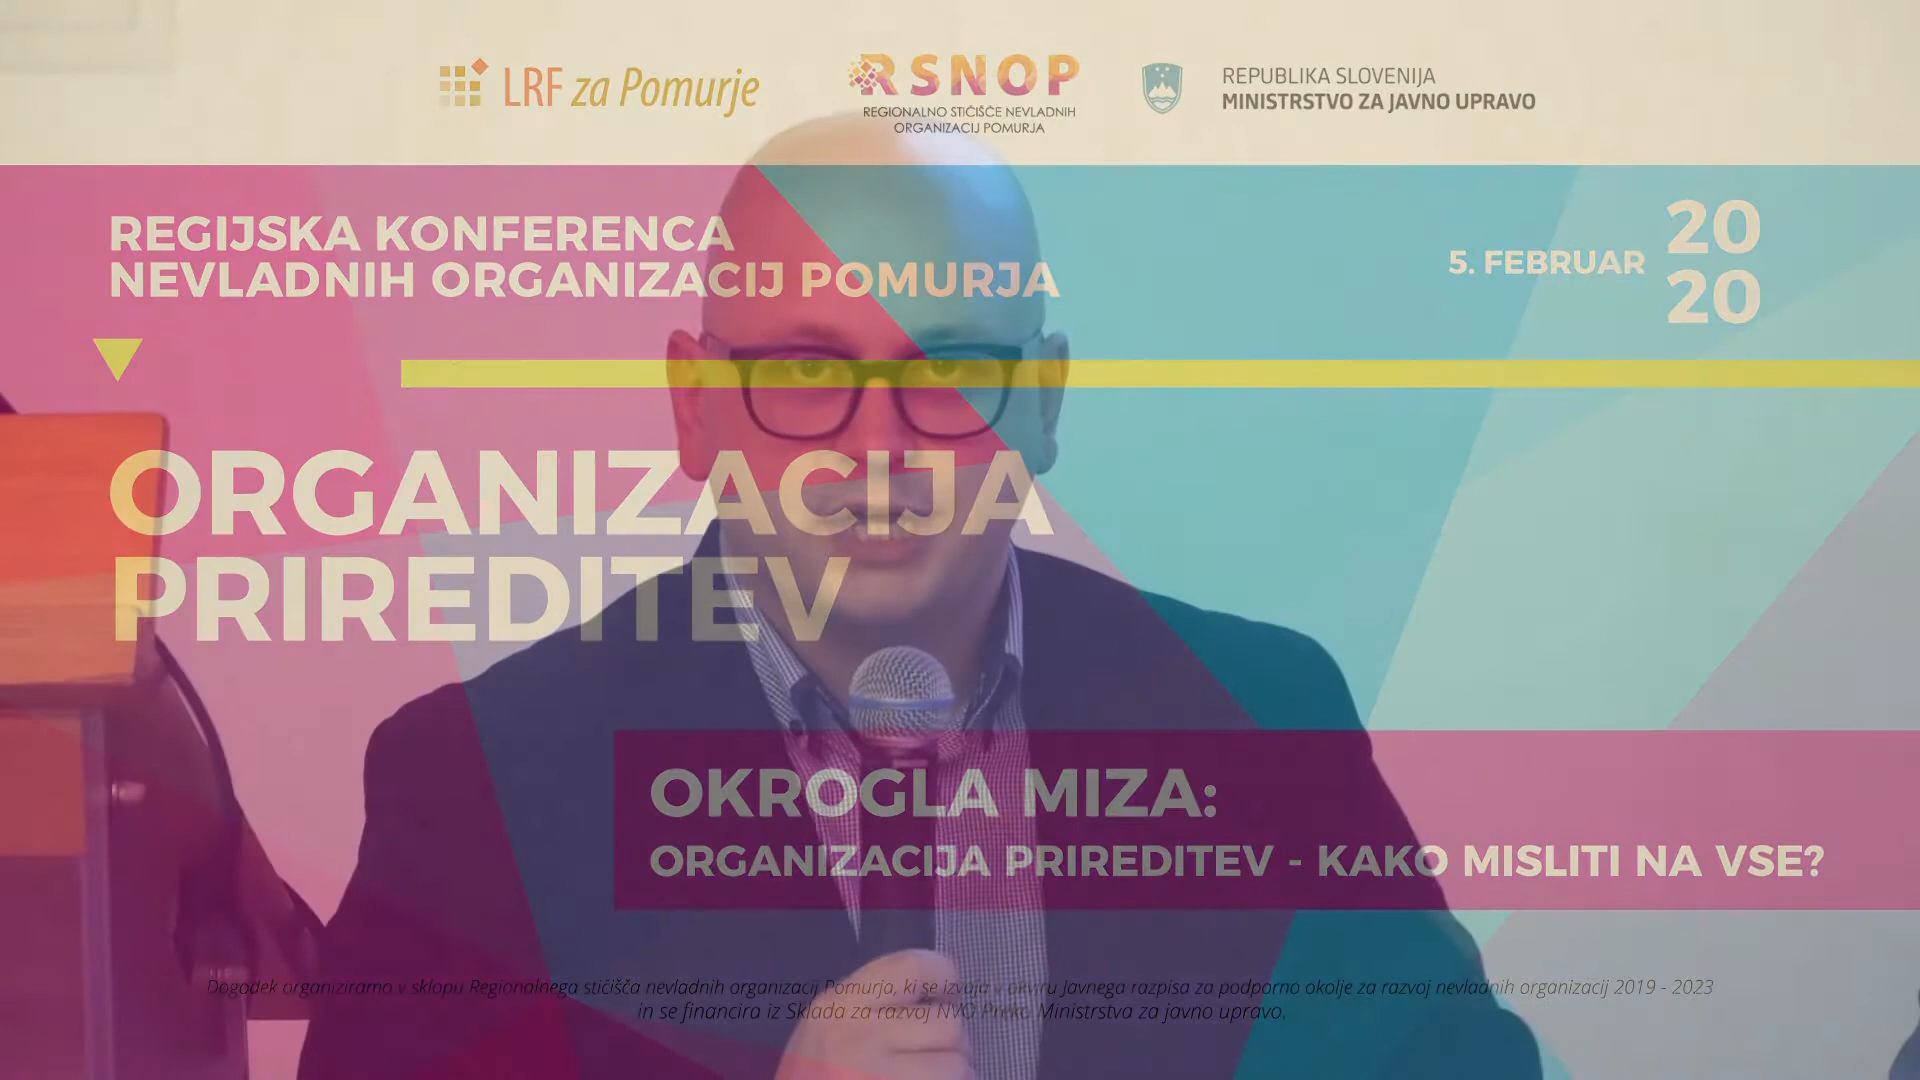 LRF za Pomurje
RSNOP
REGIONALNO STIČIŠČE NEVLADNIH
ORGANIZACIJ POMURJA
REPUBLIKA SLOVENIJA
MINISTRSTVO ZA JAVNO UPRAVO
REGIJSKA KONFERENCA
NEVLADNIH ORGANIZACIJ POMURJA
5. FEBRUAR
20
20
ORGANIZACIJA
PRIREDITEV
OKROGLA MIZA:
ORGANIZACIJA PRIREDITEV - KAKO MISLITI NA VSE?
Dogodek organiziramo v sklopu Regionalnega stičišča nevladnih organizacij Pomurja, ki se izvaja v okviru Javnega razpisa za podporno okolje za razvoj nevladnih organizacij 2019 - 2023
in se financira iz Sklada za razvoj NVO Preko Ministrstva za javno upravo.